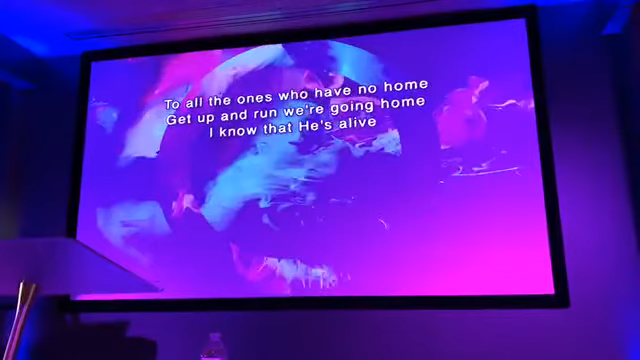 To all the ones who have no home
Get up and run we're going home
I know that He's alive